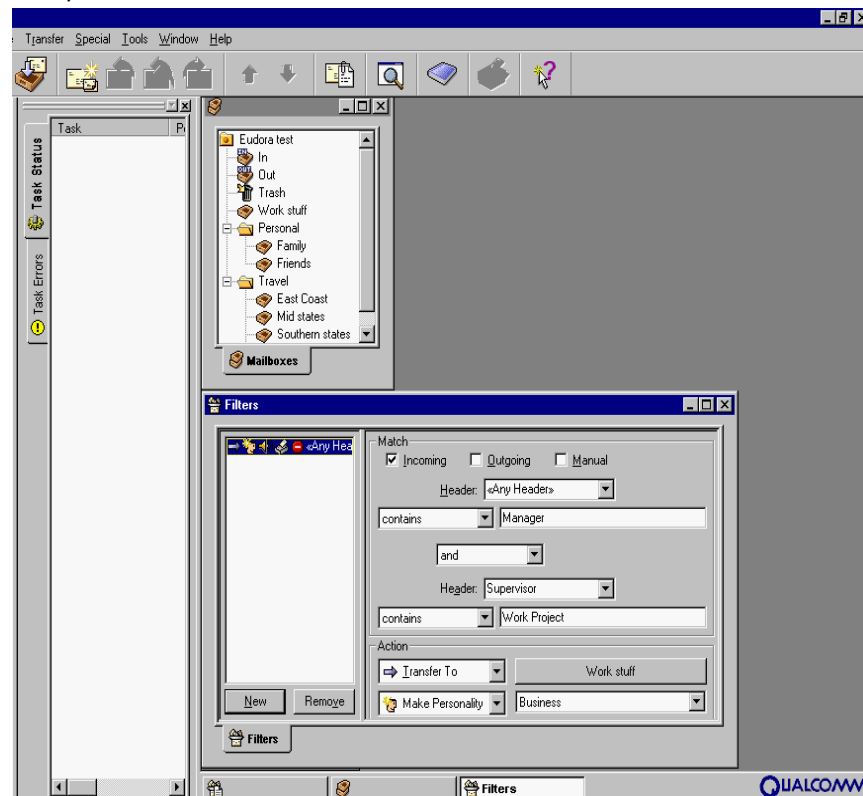 Transfer Special Tools Window Help
Task
Task Status
Task Errors
Eudora test
In
Out
Trash
Work stuff
Personal
Family
Friends
Travel
East Coast
Mid states
Southern states
Mailboxes
Filters
«Any Hea
Match
Incoming Outgoing Manual
Header: «Any Header»
contains Manager
and
Header: Supervisor
contains Work Project
Action
Transfer To Work stuff
Make Personality Business
New Remove
Filters
Filters
QUALCOMM